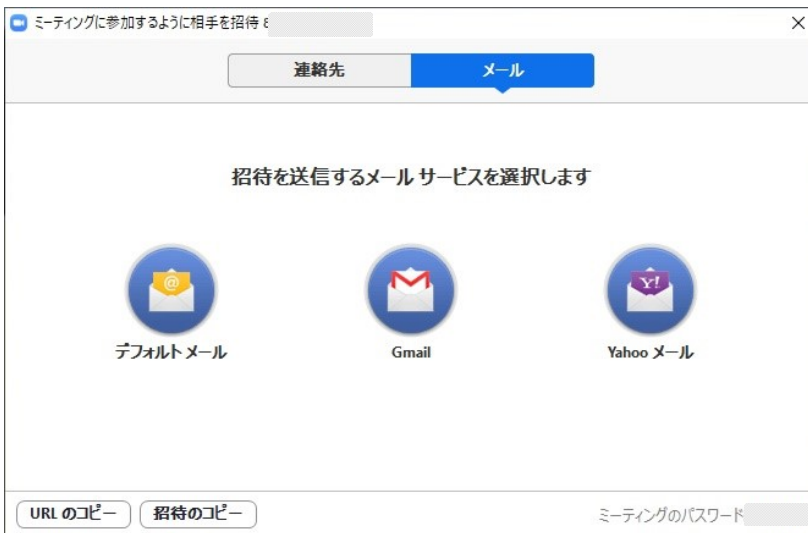 ミーティングに参加するように相手を招待
連絡先
メール
招待を送信するメール サービスを選択します
@
Y!
デフォルト メール
Gmail
Yahoo メール
URL のコピー
招待のコピー
ミーティングのパスワード